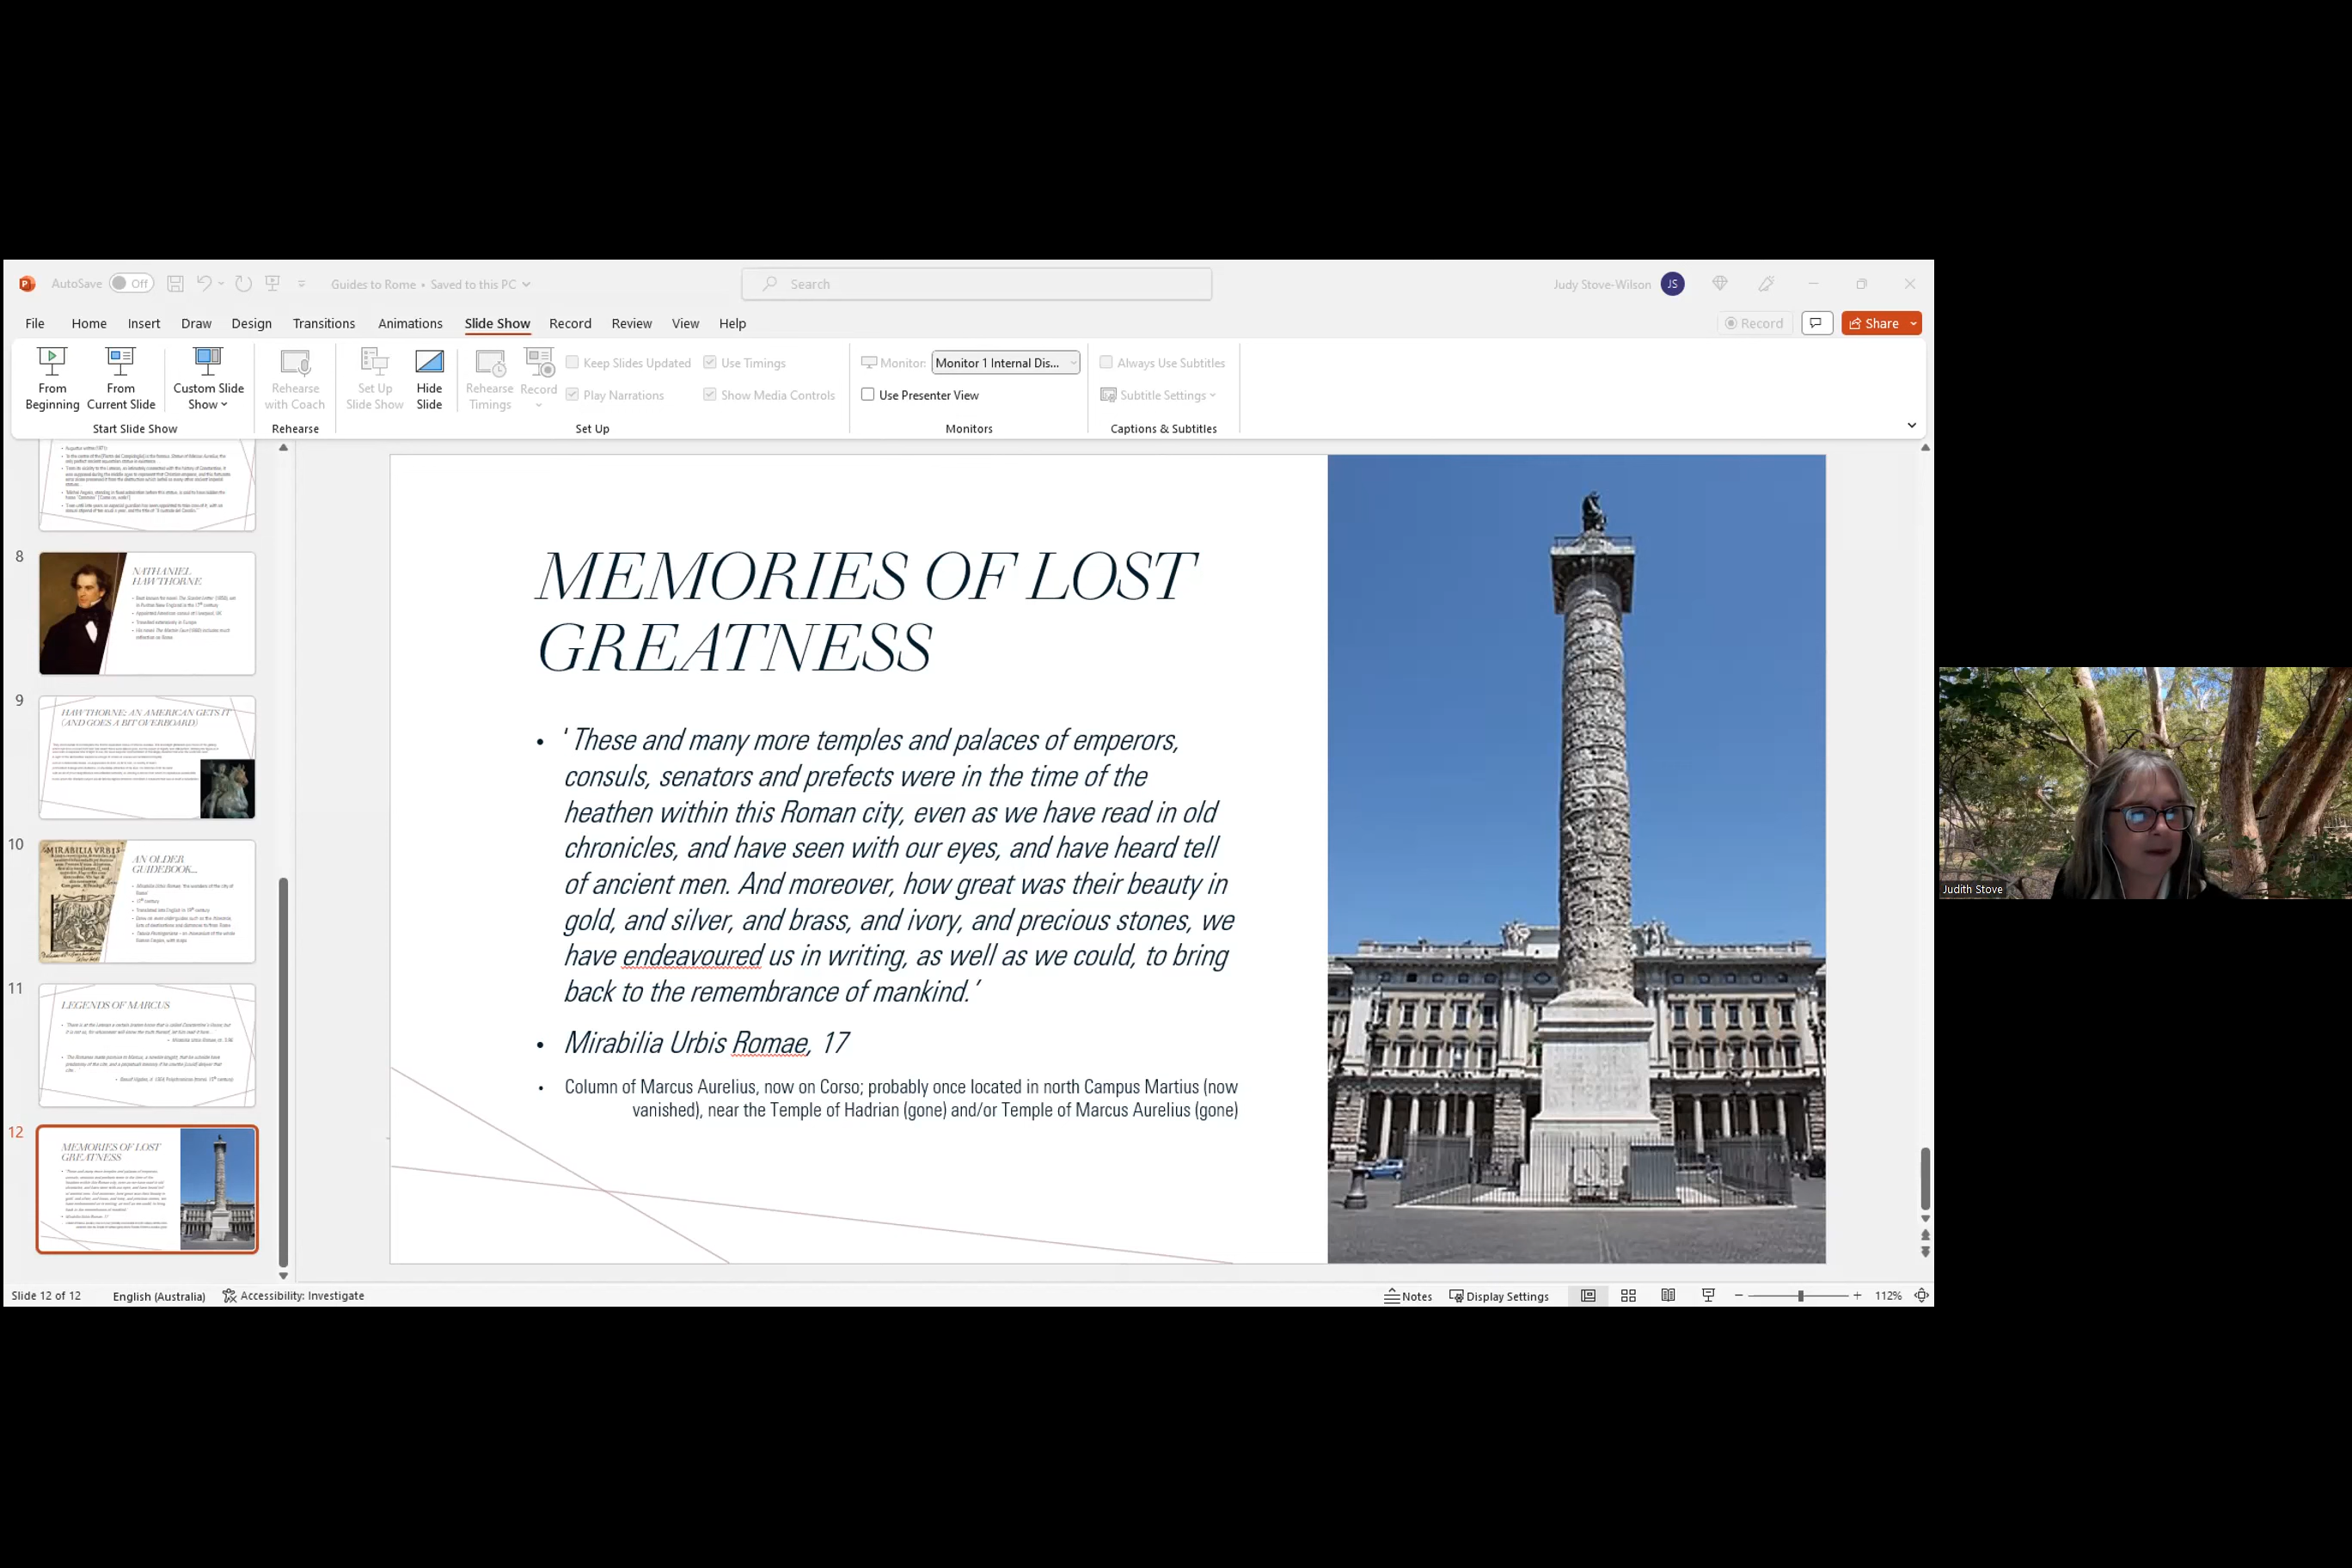 AutoSave Off Guides to Rome • Saved to this PC Search Judy Stove-Wilson JS
File Home Insert Draw Design Transitions Animations Slide Show Record Review View Help Record Share
From Beginning
From Current Slide
Custom Slide Show
Start Slide Show
Rehearse with Coach
Rehearse
Set Up Slide Show
Hide Slide
Rehearse Timings
Record
Keep Slides Updated
Play Narrations
Use Timings
Show Media Controls
Set Up
Monitor: Monitor 1 Internal Dis...
Use Presenter View
Monitors
Always Use Subtitles
Subtitle Settings
Captions & Subtitles
8
NATHANIEL
HAWTHORNE
9
HAWTHORNE: AN AMERICAN GETS IT
(AND GOES A BIT OVERBOARD)
10
MIRABILIA VRBIS
AN OLDER
GUIDEBOOK...
11
LEGENDS OF MARCUS
12
MEMORIES OF LOST
GREATNESS
MEMORIES OF LOST
GREATNESS
• ' These and many more temples and palaces of emperors,
consuls, senators and prefects were in the time of the
heathen within this Roman city, even as we have read in old
chronicles, and have seen with our eyes, and have heard tell
of ancient men. And moreover, how great was their beauty in
gold, and silver, and brass, and ivory, and precious stones, we
have endeavoured us in writing, as well as we could, to bring
back to the remembrance of mankind.'
• Mirabilia Urbis Romae, 17
• Column of Marcus Aurelius, now on Corso; probably once located in north Campus Martius (now
vanished), near the Temple of Hadrian (gone) and/or Temple of Marcus Aurelius (gone)
Judith Stove
Slide 12 of 12 English (Australia) Accessibility: Investigate Notes Display Settings 112%